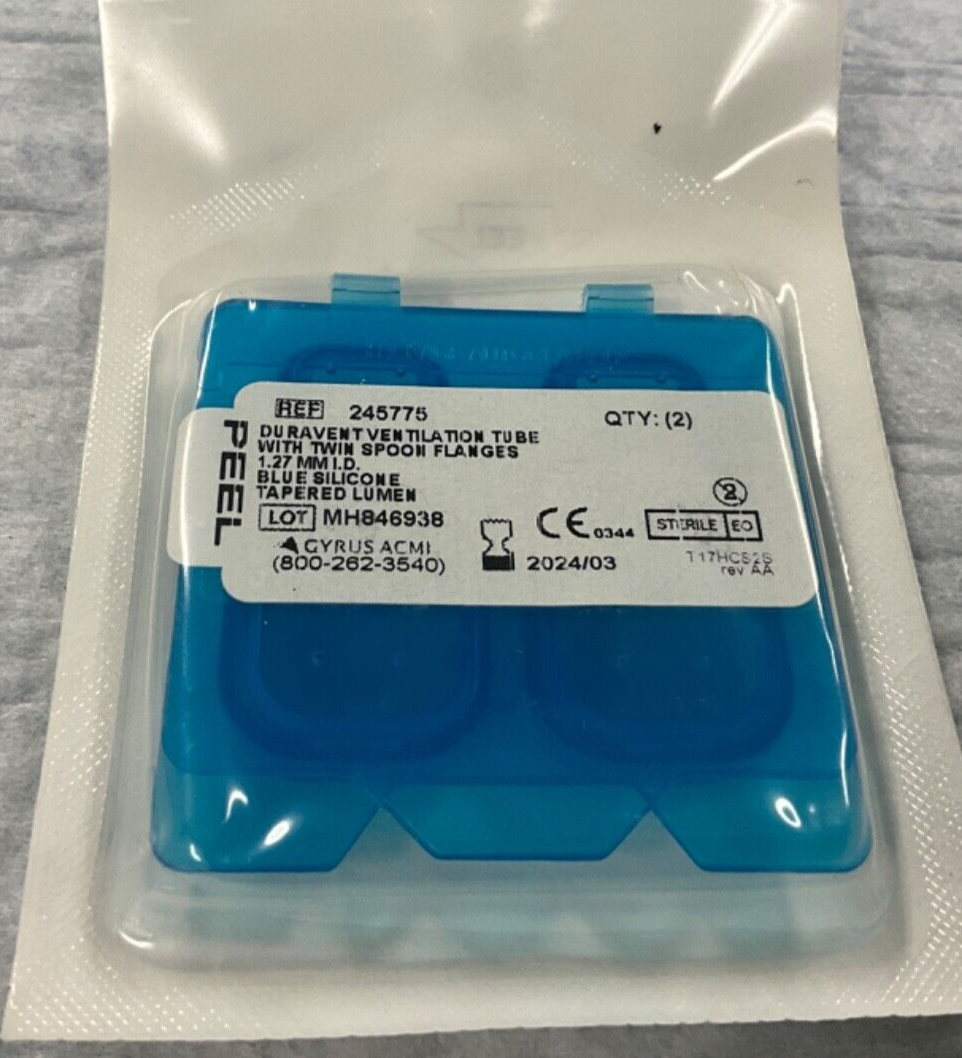 REF 245775
QTY: (2)
DURAVENT VENTILATION TUBE
WITH TWIN SPOON FLANGES
1.27 MM I.D.
BLUE SILICONE
TAPERED LUMEN
LOT MH846938
GYRUS ACMI
(800-262-3540)
PEEL
2
CE 0344
STERILE EO
2024/03
T17HCS2S
rev AA